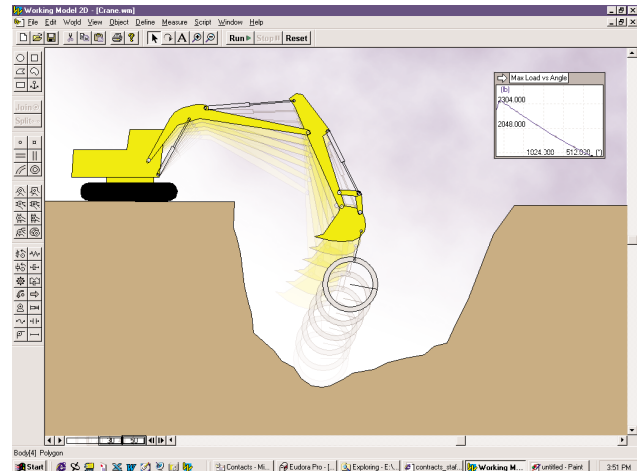 Working Model 2D - [Crane.wm]
File Edit World View Object Define Measure Script Window Help
Run Stop Reset
Join
Split
Max Load vs Angle
(lb)
2304.000
2048.000
1024.000 512.000 (°)
Body[4] Polygon
Start Contacts - Mi... Eudora Pro - [... Exploring - E:\... contracts_staf... Working M... untitled - Paint 3:51 PM